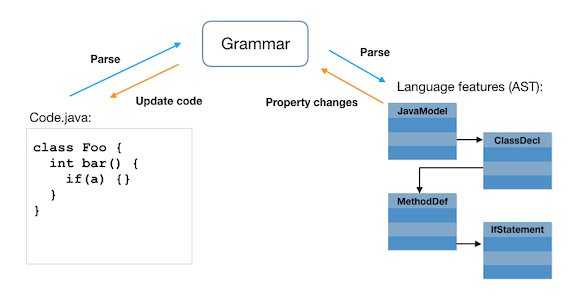 Grammar
Parse
Parse
Update code
Property changes
Language features (AST):
Code.java:
class Foo {
  int bar() {
    if(a) {}
  }
}
JavaModel
ClassDecl
MethodDef
IfStatement